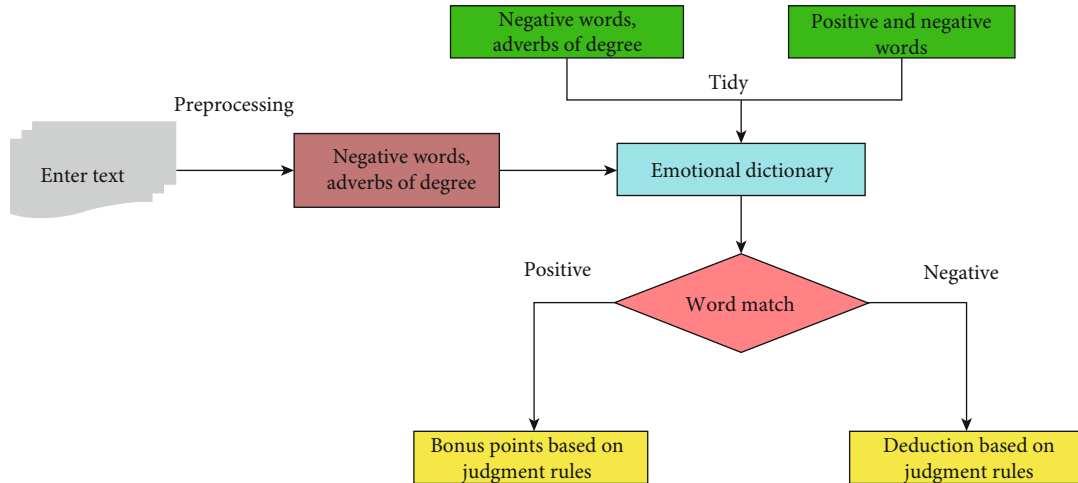 Negative words,
adverbs of degree
Positive and negative
words
Tidy
Preprocessing
Enter text
Negative words,
adverbs of degree
Emotional dictionary
Positive
Negative
Word match
Bonus points based on
judgment rules
Deduction based on
judgment rules